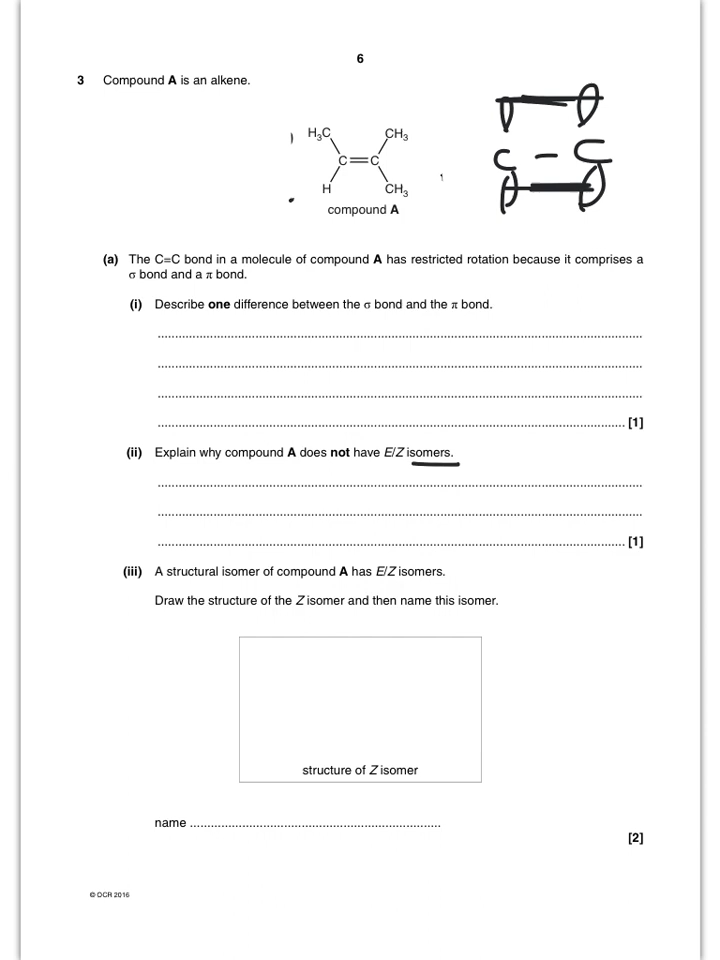 6
3 Compound A is an alkene.
H₃C CH₃
C=C
H CH₃
compound A
C – C
(a) The C=C bond in a molecule of compound A has restricted rotation because it comprises a
σ bond and a π bond.
(i) Describe one difference between the σ bond and the π bond.
[1]
(ii) Explain why compound A does not have E/Z isomers.
[1]
(iii) A structural isomer of compound A has E/Z isomers.
Draw the structure of the Z isomer and then name this isomer.
structure of Z isomer
name
[2]
© OCR 2016